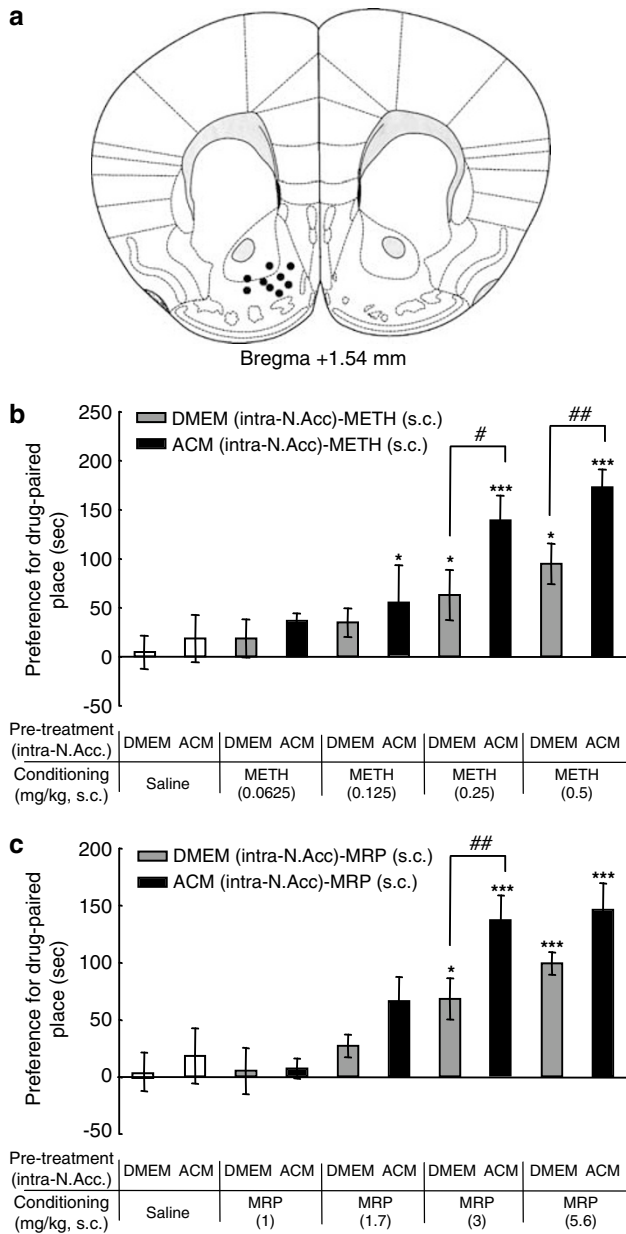 a
Bregma +1.54 mm
b
250
200
150
100
50
0
-50
Preference for drug-paired
place (sec)
DMEM (intra-N.Acc)-METH (s.c.)
ACM (intra-N.Acc)-METH (s.c.)
#
##
***
***
*
*
*
Pre-treatment
(intra-N.Acc.)
DMEM ACM DMEM ACM DMEM ACM DMEM ACM DMEM ACM
Conditioning
(mg/kg, s.c.)
Saline
METH
(0.0625)
METH
(0.125)
METH
(0.25)
METH
(0.5)
c
200
150
100
50
0
-50
Preference for drug-paired
place (sec)
DMEM (intra-N.Acc)-MRP (s.c.)
ACM (intra-N.Acc)-MRP (s.c.)
##
***
***
*
***
Pre-treatment
(intra-N.Acc.)
DMEM ACM DMEM ACM DMEM ACM DMEM ACM DMEM ACM
Conditioning
(mg/kg, s.c.)
Saline
MRP
(1)
MRP
(1.7)
MRP
(3)
MRP
(5.6)